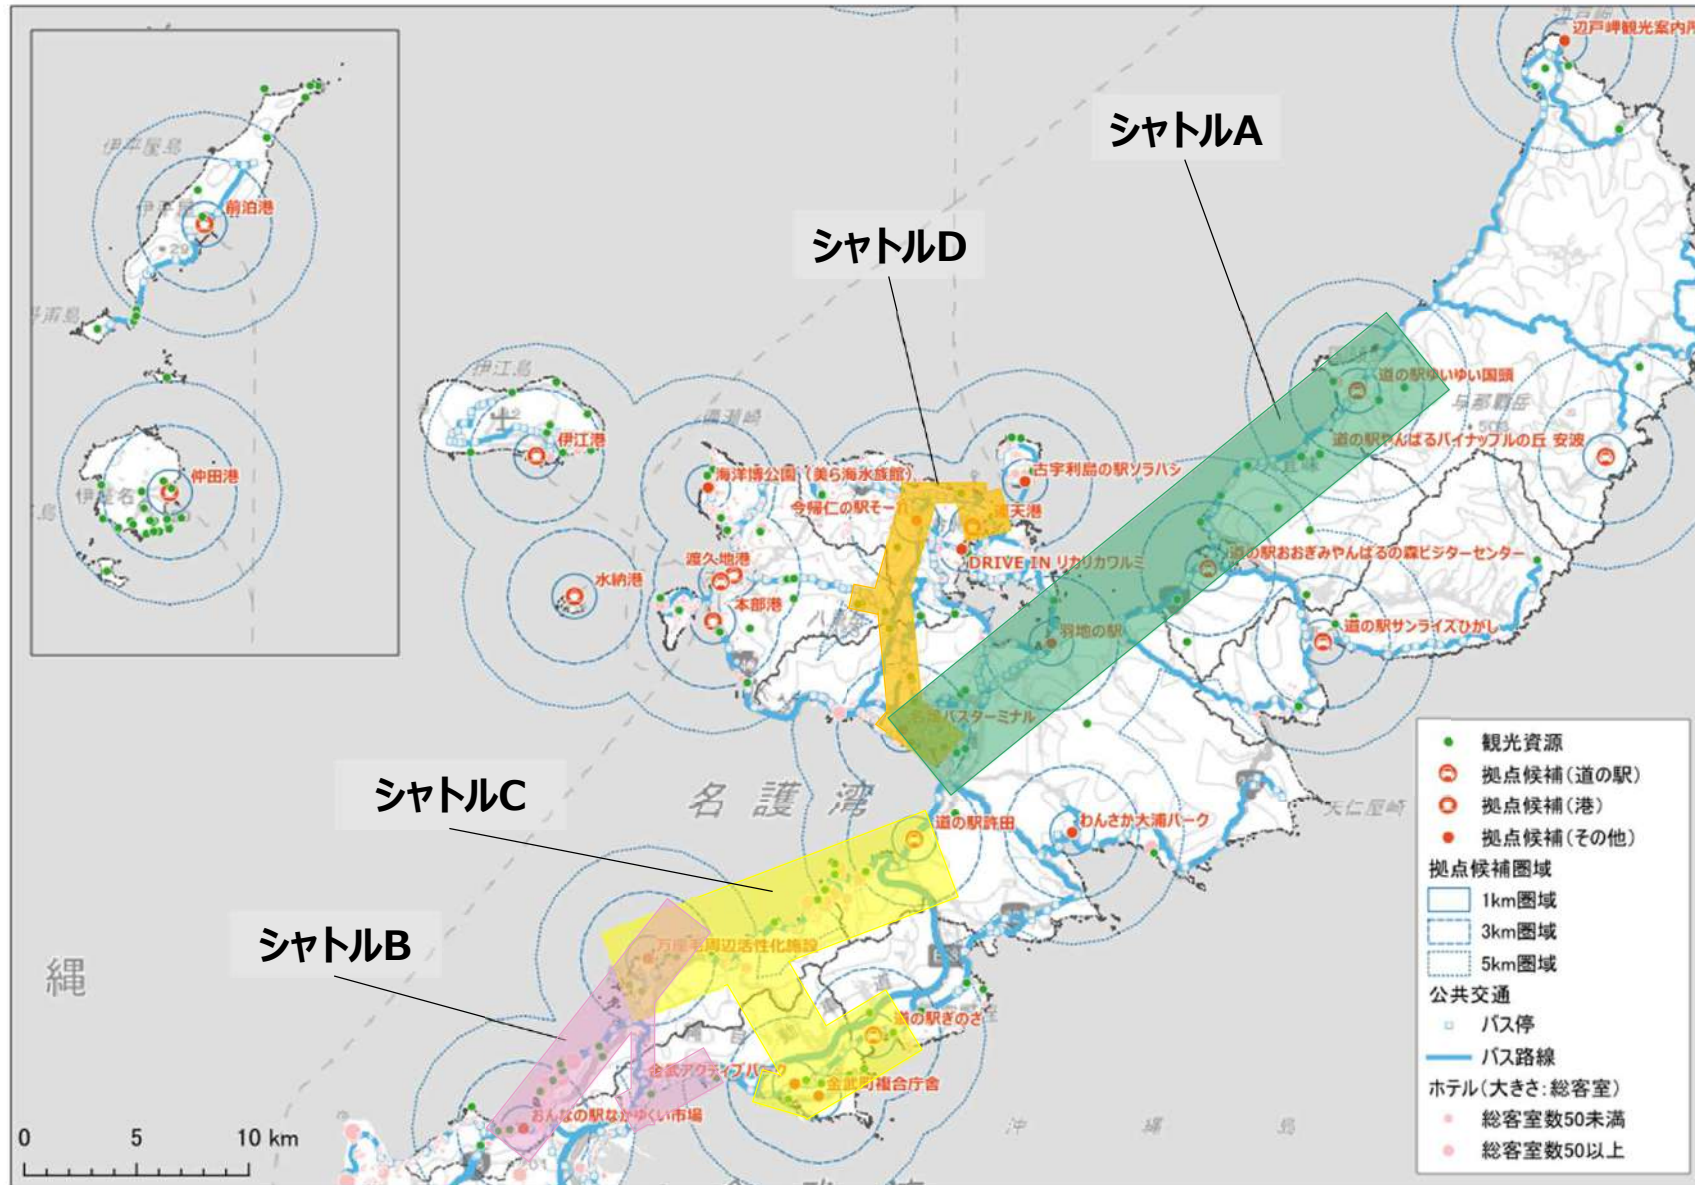 辺戸岬観光案内所
シャトルA
伊平屋島
前泊港
シャトルD
道の駅ゆいゆい国頭
与那覇岳
伊江島
備瀬崎
道の駅やんばるパイナップルの丘 安波
伊江港
海洋博公園（美ら海水族館）
古宇利島の駅ソラハシ
仲田港
今帰仁の駅そーれ
運天港
道の駅おおぎみやんばるの森ビジターセンター
DRIVE IN リカリカワルミ
渡久地港
水納港
本部港
羽地の駅
道の駅サンライズひがし
名護バスターミナル
シャトルC
名護湾
道の駅許田
わんさか大浦パーク
天仁屋崎
シャトルB
万座毛周辺活性化施設
縄
道の駅ぎのざ
金武アクティブパーク
金武町複合庁舎
おんなの駅なかゆくい市場
沖 縄 島
0 5 10 km
観光資源
拠点候補（道の駅）
拠点候補（港）
拠点候補（その他）
拠点候補圏域
1km圏域
3km圏域
5km圏域
公共交通
バス停
バス路線
ホテル（大きさ：総客室）
総客室数50未満
総客室数50以上